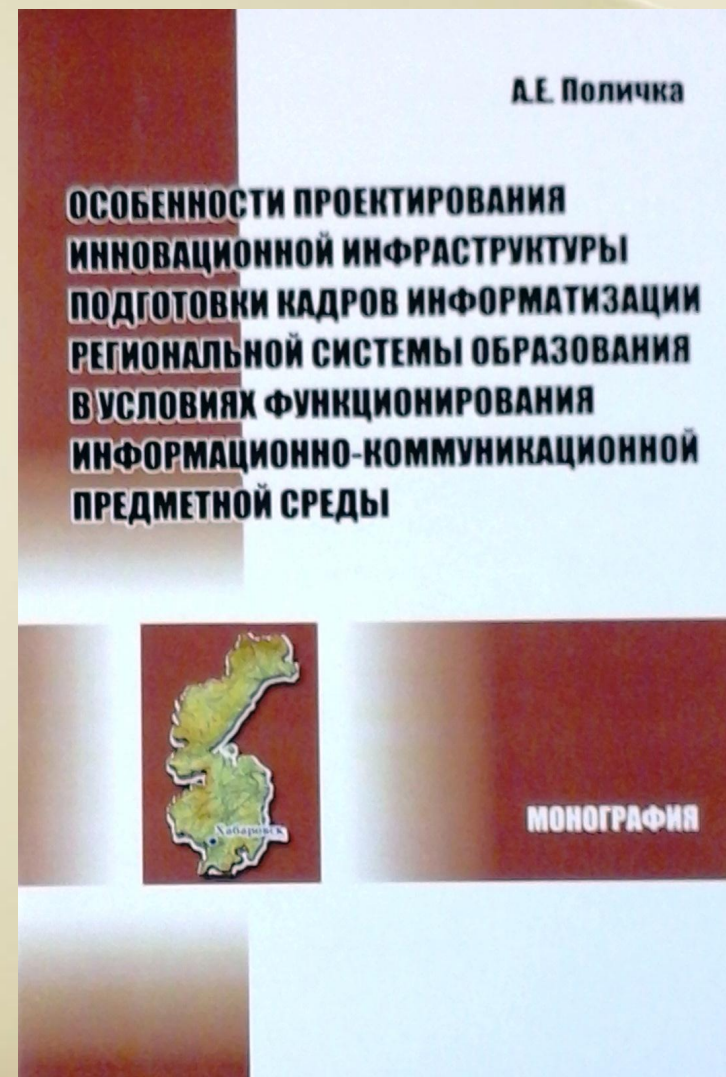 А.Е. Поличка
ОСОБЕННОСТИ ПРОЕКТИРОВАНИЯ
ИННОВАЦИОННОЙ ИНФРАСТРУКТУРЫ
ПОДГОТОВКИ КАДРОВ ИНФОРМАТИЗАЦИИ
РЕГИОНАЛЬНОЙ СИСТЕМЫ ОБРАЗОВАНИЯ
В УСЛОВИЯХ ФУНКЦИОНИРОВАНИЯ
ИНФОРМАЦИОННО-КОММУНИКАЦИОННОЙ
ПРЕДМЕТНОЙ СРЕДЫ
Хабаровск
МОНОГРАФИЯ